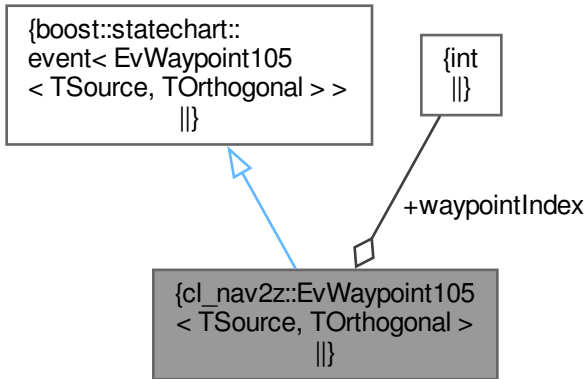 {boost::statechart::
event< EvWaypoint105
< TSource, TOrthogonal > >
||}
{int
||}
+waypointIndex
{cl_nav2z::EvWaypoint105
< TSource, TOrthogonal >
||}